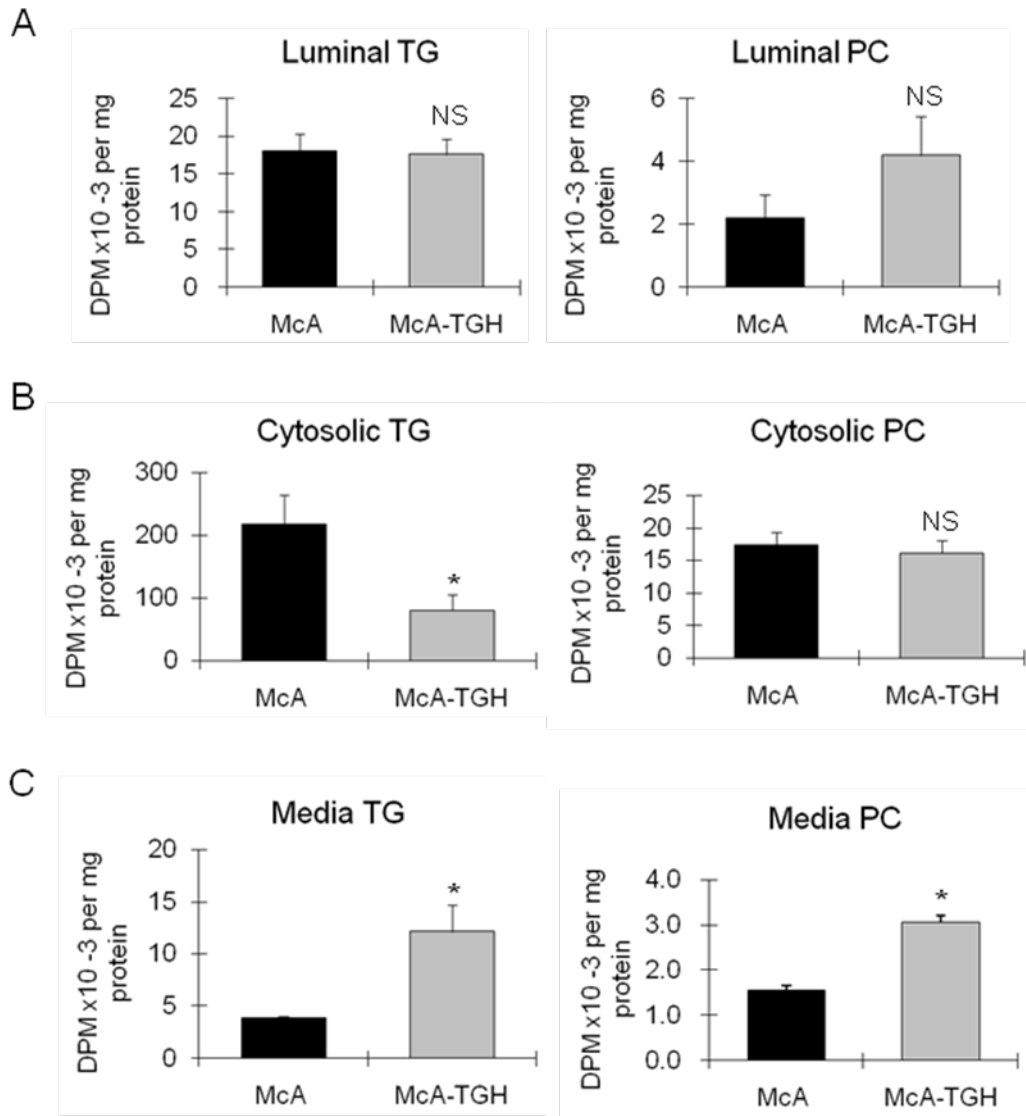 A
Luminal TG
DPM x10 -3 per mg
protein
25
20
15
10
5
0
NS
McA
McA-TGH
Luminal PC
DPM x10 -3 per mg
protein
6
4
2
0
NS
McA
McA-TGH
B
Cytosolic TG
DPM x10 -3 per mg
protein
300
200
100
0
*
McA
McA-TGH
Cytosolic PC
DPM x10 -3 per mg
protein
25
20
15
10
5
0
NS
McA
McA-TGH
C
Media TG
DPM x10 -3 per mg
protein
20
15
10
5
0
*
McA
McA-TGH
Media PC
DPM x10 -3 per mg
protein
4.0
3.0
2.0
1.0
0.0
*
McA
McA-TGH